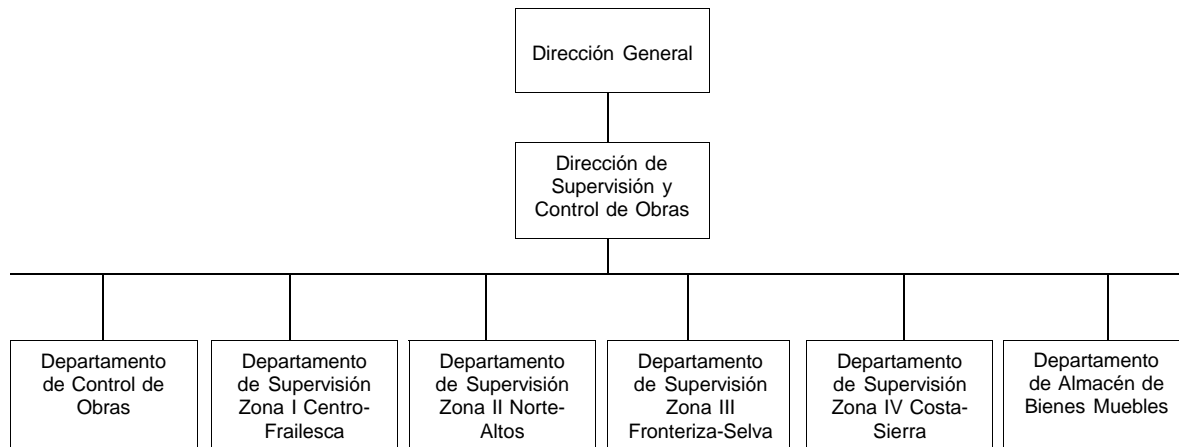 Dirección General
Dirección de
Supervisión y
Control de Obras
Departamento
de Control de
Obras
Departamento
de Supervisión
Zona I Centro-
Frailesca
Departamento
de Supervisión
Zona II Norte-
Altos
Departamento
de Supervisión
Zona III
Fronteriza-Selva
Departamento
de Supervisión
Zona IV Costa-
Sierra
Departamento
de Almacén de
Bienes Muebles